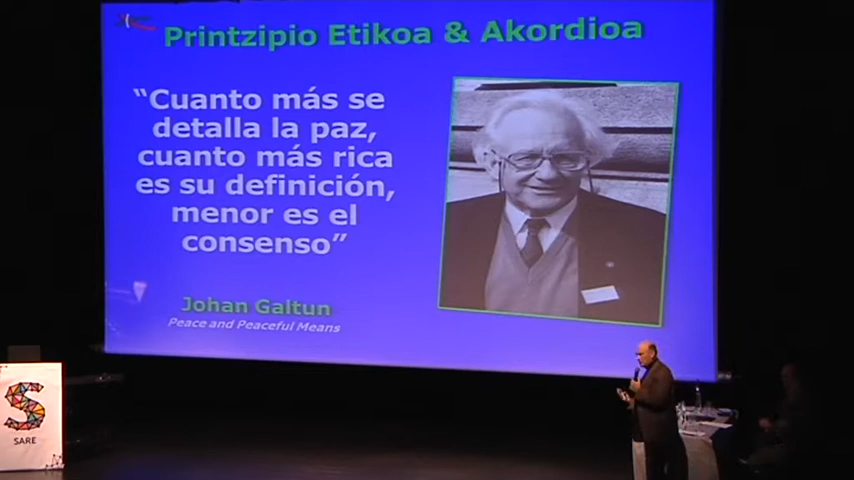 Printzipio Etikoa & Akordioa
“Cuanto más se
detalla la paz,
cuanto más rica
es su definición,
menor es el
consenso”
Johan Galtun
Peace and Peaceful Means
SARE